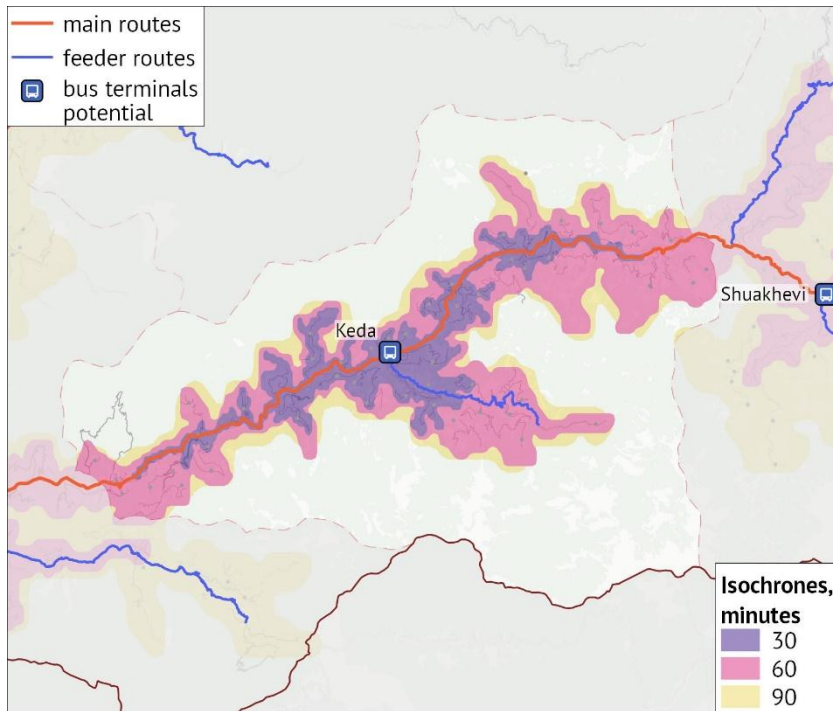 main routes
feeder routes
bus terminals
potential
Keda
Shuakhevi
Isochrones,
minutes
30
60
90